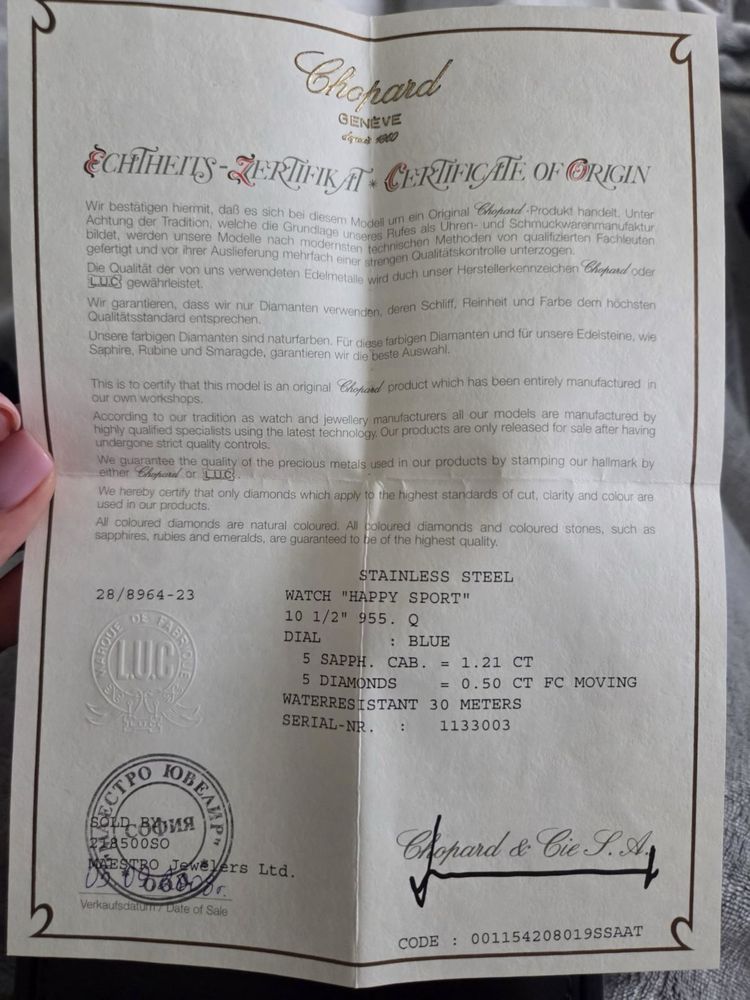 Chopard
GENÈVE
depuis 1860
ECHTHEITS-ZERTIFIKAT * CERTIFICATE OF ORIGIN
Wir bestätigen hiermit, daß es sich bei diesem Modell um ein Original Chopard-Produkt handelt. Unter
Achtung der Tradition, welche die Grundlage unseres Rufes als Uhren- und Schmuckwarenmanufaktur
bildet, werden unsere Modelle nach modernsten technischen Methoden von qualifizierten Fachleuten
gefertigt und vor ihrer Auslieferung mehrfach einer strengen Qualitätskontrolle unterzogen.
Die Qualität der von uns verwendeten Edelmetalle wird duch unser Herstellerkennzeichen Chopard oder
L.U.C gewährleistet.
Wir garantieren, dass wir nur Diamanten verwenden, deren Schliff, Reinheit und Farbe dem höchsten
Qualitätsstandard entsprechen.
Unsere farbigen Diamanten sind naturfarben. Für diese farbigen Diamanten und für unsere Edelsteine, wie
Saphire, Rubine und Smaragde, garantieren wir die beste Auswahl.
This is to certify that this model is an original Chopard product which has been entirely manufactured in
our own workshops.
According to our tradition as watch and jewellery manufacturers all our models are manufactured by
highly qualified specialists using the latest technology. Our products are only released for sale after having
undergone strict quality controls.
We guarantee the quality of the precious metals used in our products by stamping our hallmark by
either Chopard or L.U.C.
We hereby certify that only diamonds which apply to the highest standards of cut, clarity and colour are
used in our products.
All coloured diamonds are natural coloured. All coloured diamonds and coloured stones, such as
sapphires, rubies and emeralds, are guaranteed to be of the highest quality.
STAINLESS STEEL
28/8964-23 WATCH "HAPPY SPORT"
10 1/2" 955. Q
DIAL : BLUE
5 SAPPH. CAB. = 1.21 CT
5 DIAMONDS = 0.50 CT FC MOVING
WATERRESISTANT 30 METERS
SERIAL-NR. : 1133003
MARQUE DE FABRIQUE
L.U.C
"МАЕСТРО ЮВЕЛИР"
СОФИЯ
ООД
SOLD BY
218500SO
MAESTRO Jewelers Ltd.
Verkaufsdatum / Date of Sale
Chopard & Cie S.A.
CODE : 001154208019SSAAT